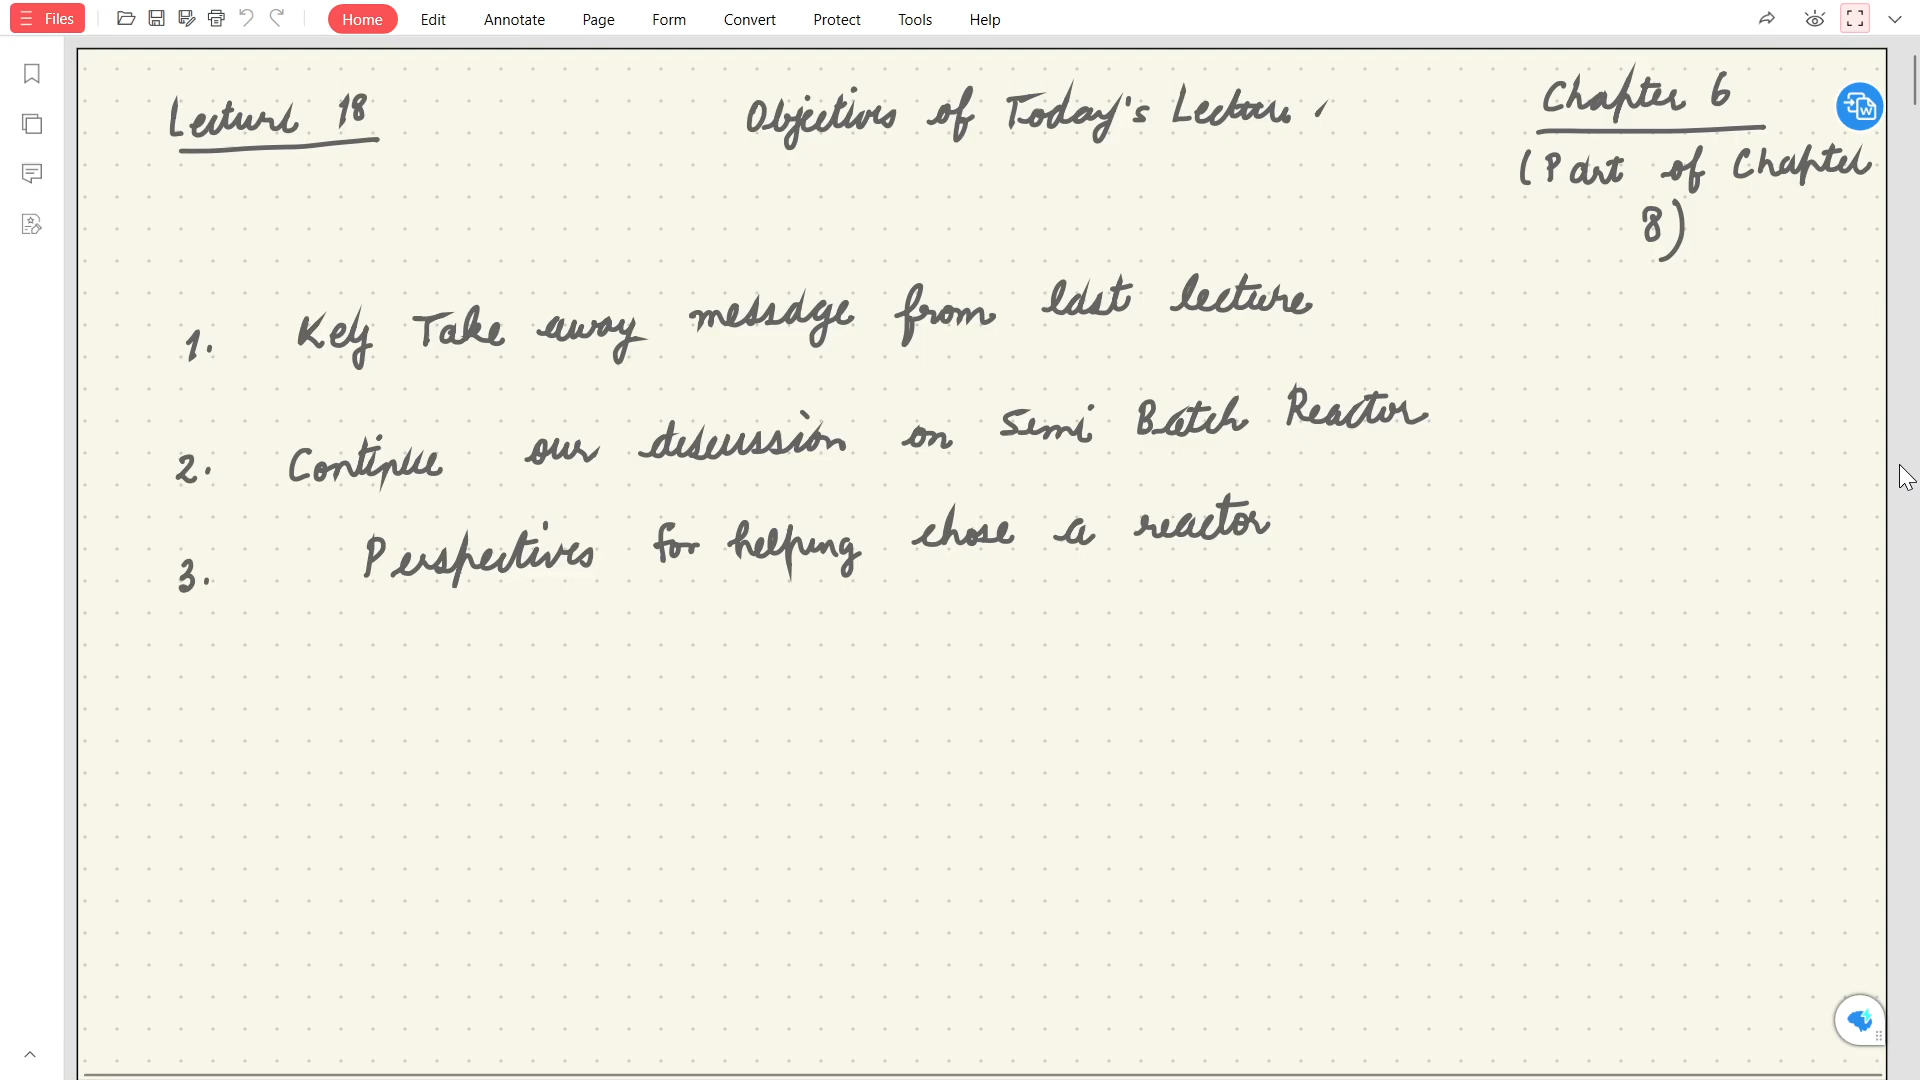 Files Home Edit Annotate Page Form Convert Protect Tools Help
Lecture 18 Objectives of Today's Lecture. Chapter 6
(Part of Chapter
8)
1. Key Take away message from last lecture
2. Continue our discussion on Semi Batch Reactor
3. Perspectives for helping chose a reactor